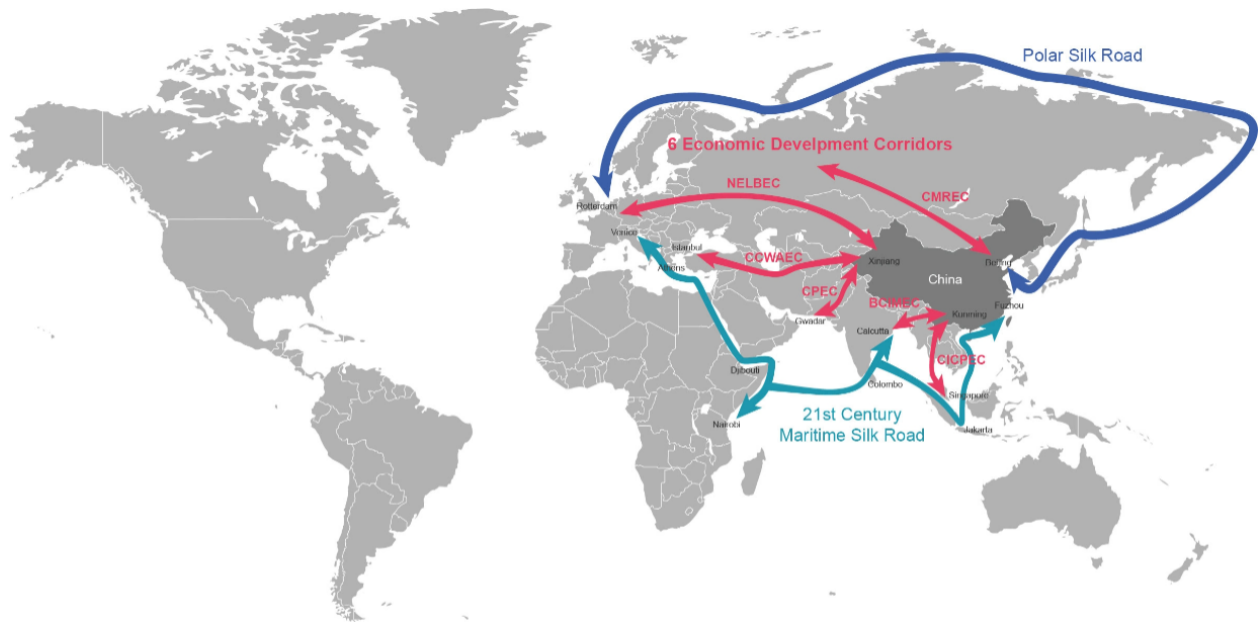 Polar Silk Road
6 Economic Develpment Corridors
NELBEC
CMREC
Rotterdam
Venice
Istanbul
CCWAEC
Xinpang
Beijing
Athens
China
CPEC
BCIMEC
Fuzhou
Gwadar
Kunming
Calcutta
CICPEC
Djibouti
Colombo
Singapore
21st Century
Maritime Silk Road
Nairobi
Jakarta